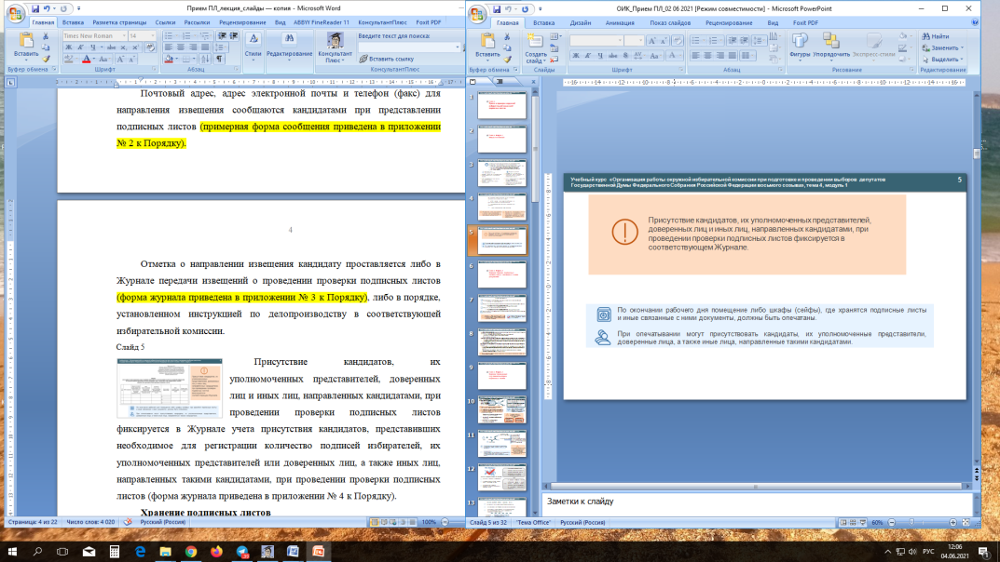 Прием ПЛ_лекция_слайды — копия - Microsoft Word
Главная Вставка Разметка страницы Ссылки Рассылки Рецензирование Вид ABBYY FineReader 11 КонсультантПлюс Foxit PDF
Вставить
Times New Roman 14
Стили
Редактирование
Консультант Плюс
Введите текст для поиска:
Вставить ссылку
Буфер обмена Шрифт Абзац КонсультантПлюс
Почтовый адрес, адрес электронной почты и телефон (факс) для
направления извещения сообщаются кандидатами при представлении
подписных листов (примерная форма сообщения приведена в приложении
№ 2 к Порядку).
4
Отметка о направлении извещения кандидату проставляется либо в
Журнале передачи извещений о проведении проверки подписных листов
(форма журнала приведена в приложении № 3 к Порядку), либо в порядке,
установленном инструкцией по делопроизводству в соответствующей
избирательной комиссии.
Слайд 5
Присутствие кандидатов, их
уполномоченных представителей, доверенных
лиц и иных лиц, направленных кандидатами, при
проведении проверки подписных листов
фиксируется в Журнале учета присутствия кандидатов, представивших
необходимое для регистрации количество подписей избирателей, их
уполномоченных представителей или доверенных лиц, а также иных лиц,
направленных такими кандидатами, при проведении проверки подписных
листов (форма журнала приведена в приложении № 4 к Порядку).
Хранение подписных листов
Страница: 4 из 22 Число слов: 4 020 Русский (Россия) 100%
ОИК_Прием ПЛ_02 06 2021 [Режим совместимости] - Microsoft PowerPoint
Главная Вставка Дизайн Анимация Показ слайдов Рецензирование Вид Foxit PDF
Вставить
Создать слайд
Фигуры Упорядочить Экспресс-стили
Найти
Заменить
Выделить
Буфер обмена Слайды Шрифт Абзац Рисование Редактирование
1
2
3
4
5
6
7
8
9
10
11
12
13
Учебный курс «Организация работы окружной избирательной комиссии при подготовке и проведении выборов депутатов
Государственной Думы Федерального Собрания Российской Федерации восьмого созыва», тема 4, модуль 1
5
Присутствие кандидатов, их уполномоченных представителей,
доверенных лиц и иных лиц, направленных кандидатами, при
проведении проверки подписных листов фиксируется в
соответствующем Журнале.
По окончании рабочего дня помещение либо шкафы (сейфы), где хранятся подписные листы
и иные связанные с ними документы, должны быть опечатаны.
При опечатывании могут присутствовать кандидаты, их уполномоченные представители,
доверенные лица, а также иные лица, направленные такими кандидатами.
Заметки к слайду
Слайд 5 из 32 "Тема Office" Русский (Россия) 60%
РУС
12:06
04.06.2021